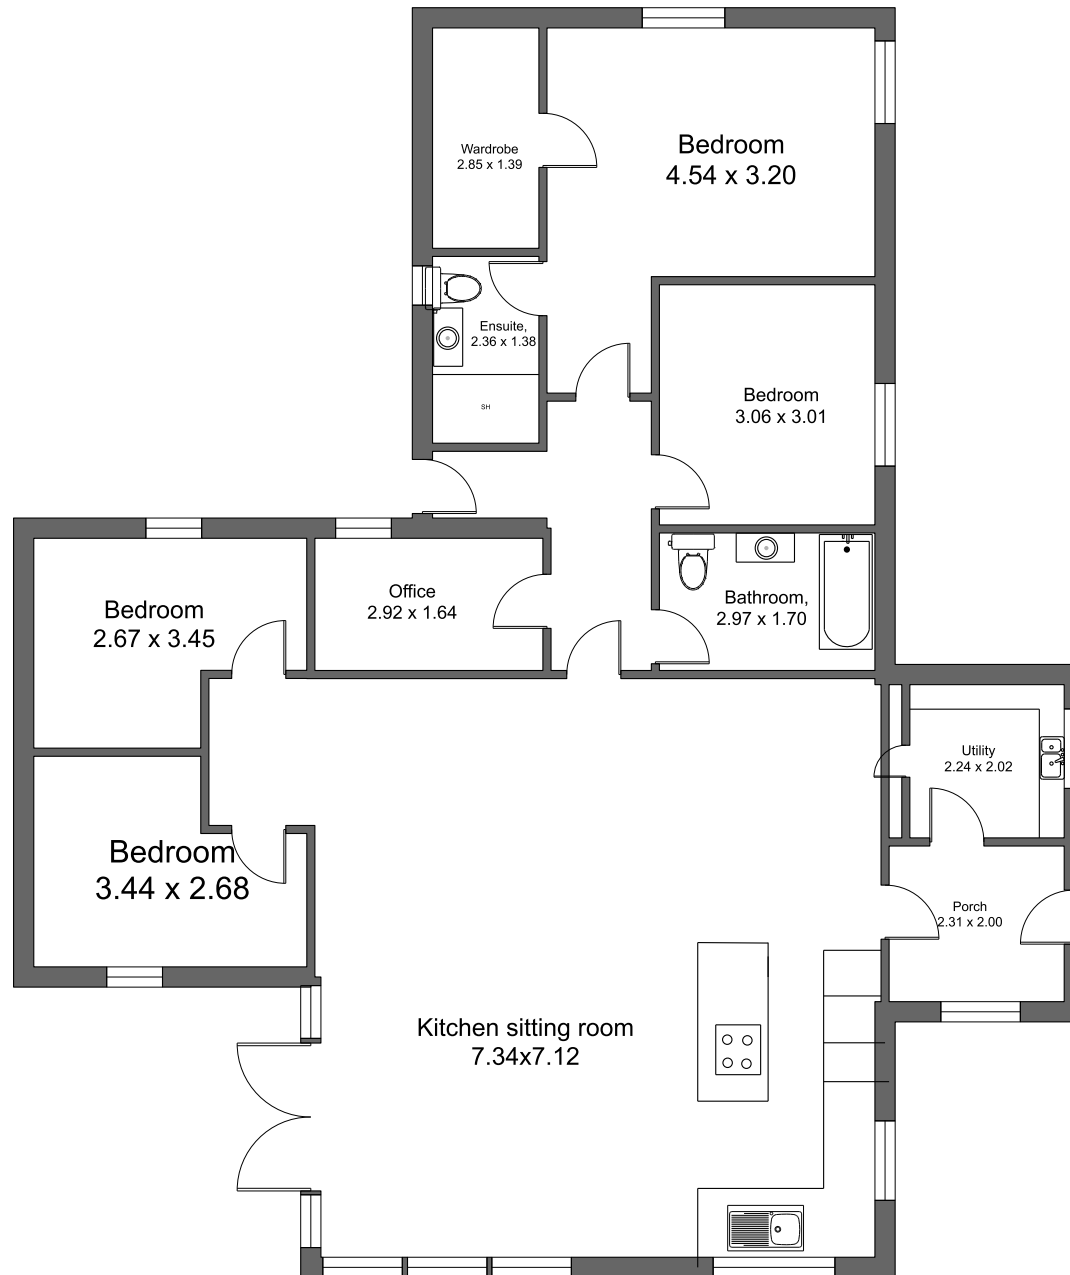 Wardrobe
2.85 x 1.39
Bedroom
4.54 x 3.20
Ensuite,
2.36 x 1.38
SH
Bedroom
3.06 x 3.01
Bedroom
2.67 x 3.45
Office
2.92 x 1.64
Bathroom,
2.97 x 1.70
Utility
2.24 x 2.02
Bedroom
3.44 x 2.68
Porch
2.31 x 2.00
Kitchen sitting room
7.34x7.12